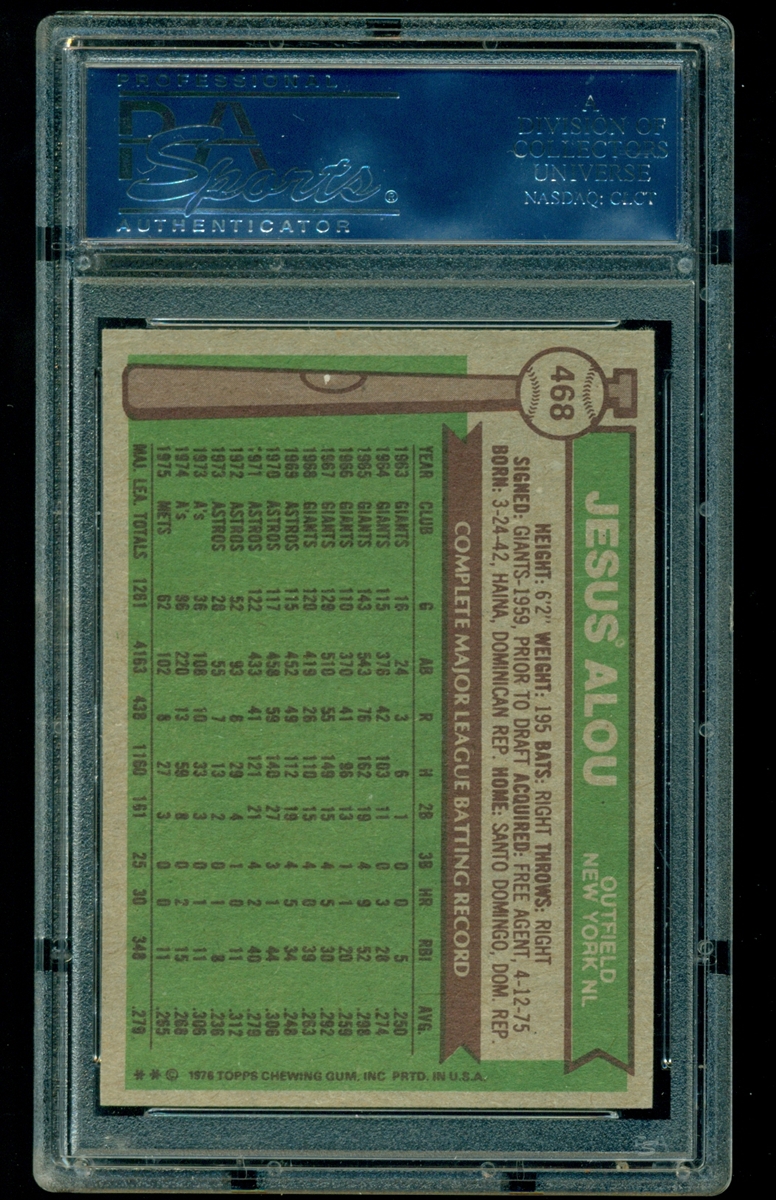 PROFESSIONAL
PSA
Sports®
AUTHENTICATOR
A
DIVISION OF
COLLECTORS
UNIVERSE
NASDAQ: CLCT
468
JESUS ALOU
OUTFIELD
NEW YORK NL
HEIGHT: 6'2" WEIGHT: 195 BATS: RIGHT THROWS: RIGHT
SIGNED: GIANTS-1959, PRIOR TO DRAFT ACQUIRED: FREE AGENT, 4-12-75
BORN: 3-24-42, HAINA, DOMINICAN REP. HOME: SANTO DOMINGO, DOM. REP.
COMPLETE MAJOR LEAGUE BATTING RECORD
YEAR CLUB G AB R H 2B 3B HR RBI AVG.
1963 GIANTS 16 24 3 6 1 0 0 5 .250
1964 GIANTS 115 376 42 103 11 0 3 28 .274
1965 GIANTS 143 543 76 162 19 4 9 52 .298
1966 GIANTS 110 370 41 96 13 1 1 20 .259
1967 GIANTS 129 510 55 149 15 4 5 30 .292
1968 GIANTS 120 419 26 110 15 4 0 39 .263
1969 ASTROS 115 452 49 112 19 4 5 34 .248
1970 ASTROS 117 458 59 140 27 3 1 44 .306
1971 ASTROS 122 433 41 121 21 4 2 40 .279
1972 ASTROS 52 93 8 29 4 1 0 11 .312
1973 ASTROS 28 55 7 13 2 0 1 8 .236
1973 A's 36 108 10 33 3 0 1 11 .306
1974 A's 96 220 13 59 8 0 2 15 .268
1975 METS 62 102 8 27 3 0 0 11 .265
MAJ. LEA. TOTALS 1261 4163 438 1160 161 25 30 348 .279
** © 1976 TOPPS CHEWING GUM, INC PRTD. IN U.S.A.
PSA